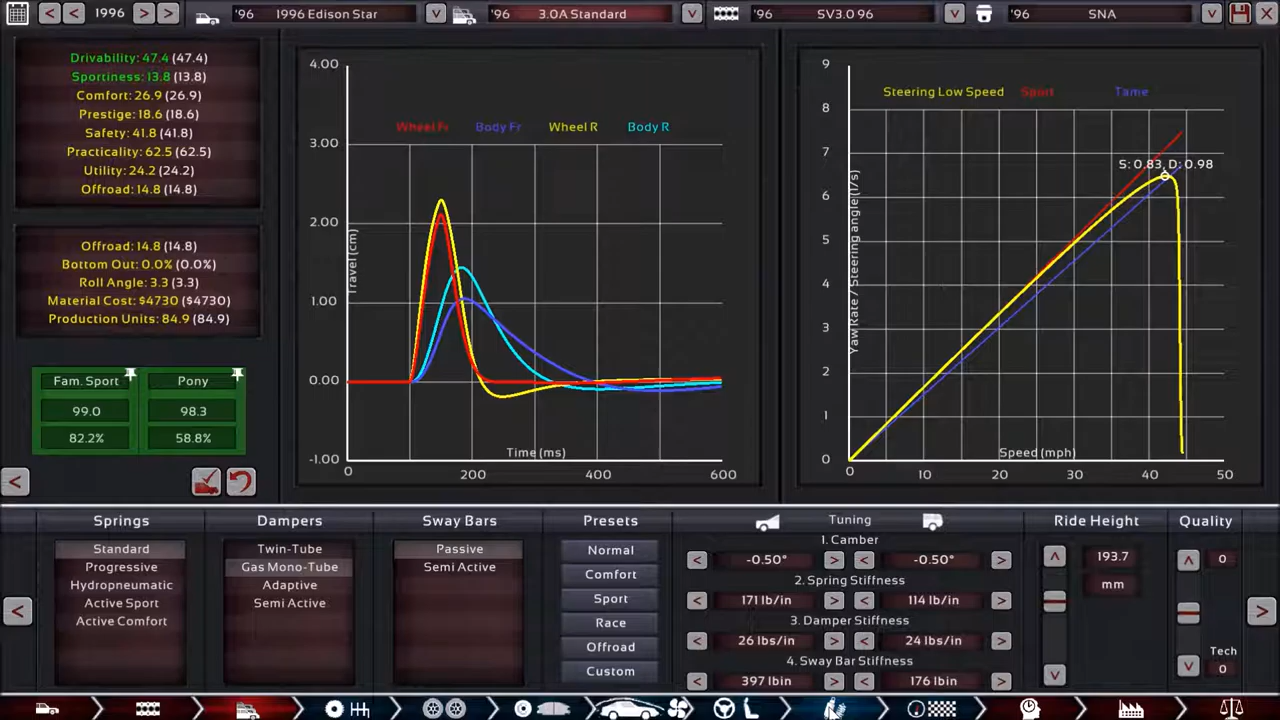 1996 '96 1996 Edison Star '96 3.0A Standard '96 SV3.0 96 '96 SNA
Drivability: 47.4 (47.4)
Sportiness: 13.8 (13.8)
Comfort: 26.9 (26.9)
Prestige: 18.6 (18.6)
Safety: 41.8 (41.8)
Practicality: 62.5 (62.5)
Utility: 24.2 (24.2)
Offroad: 14.8 (14.8)
Offroad: 14.8 (14.8)
Bottom Out: 0.0% (0.0%)
Roll Angle: 3.3 (3.3)
Material Cost: $4730 ($4730)
Production Units: 84.9 (84.9)
Fam. Sport Pony
99.0 98.3
82.2% 58.8%
4.00
3.00
2.00
1.00
0.00
-1.00
Travel (cm)
Wheel Fr Body Fr Wheel R Body R
Time (ms)
0 200 400 600
9
8
7
6
5
4
3
2
1
0
Yaw Rate / Steering angle (1/s)
Steering Low Speed Sport Tame
S: 0.83, D: 0.98
Speed (mph)
0 10 20 30 40 50
Springs
Standard
Progressive
Hydropneumatic
Active Sport
Active Comfort
Dampers
Twin-Tube
Gas Mono-Tube
Adaptive
Semi Active
Sway Bars
Passive
Semi Active
Presets
Normal
Comfort
Sport
Race
Offroad
Custom
Tuning
1. Camber
-0.50° -0.50°
2. Spring Stiffness
171 lb/in 114 lb/in
3. Damper Stiffness
26 lbs/in 24 lbs/in
4. Sway Bar Stiffness
397 lbin 176 lbin
Ride Height
193.7
mm
Quality
0
Tech
0